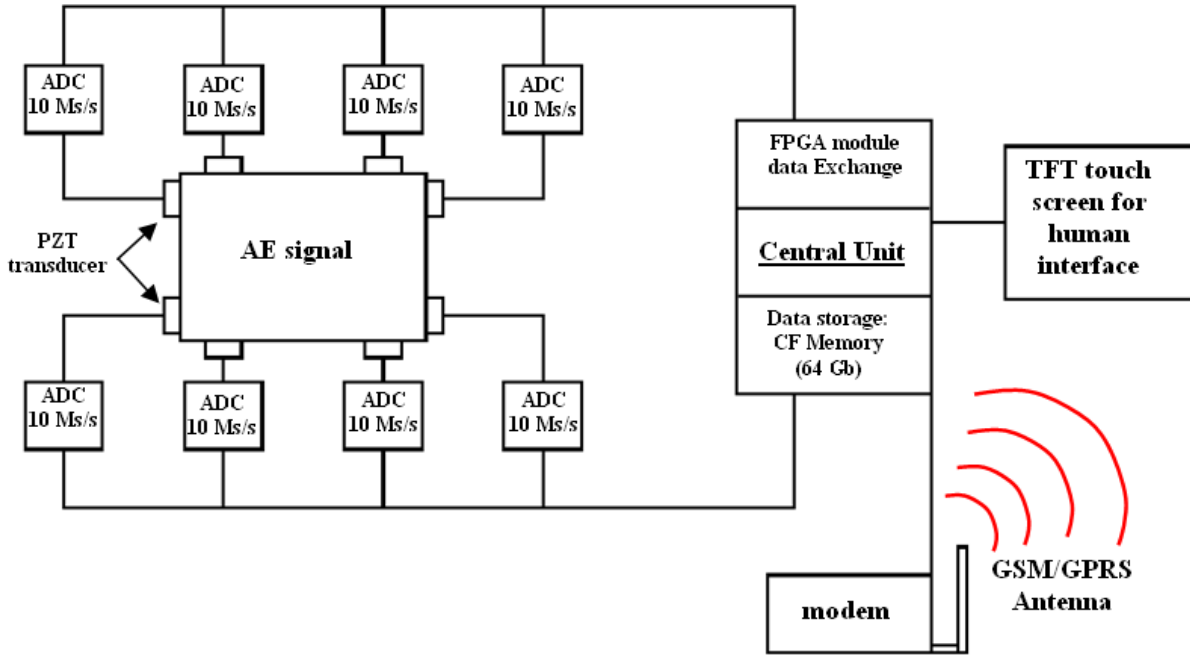 ADC
10 Ms/s
ADC
10 Ms/s
ADC
10 Ms/s
ADC
10 Ms/s
FPGA module
data Exchange
TFT touch
screen for
human
interface
PZT
transducer
AE signal
Central Unit
Data storage:
CF Memory
(64 Gb)
ADC
10 Ms/s
ADC
10 Ms/s
ADC
10 Ms/s
ADC
10 Ms/s
GSM/GPRS
Antenna
modem